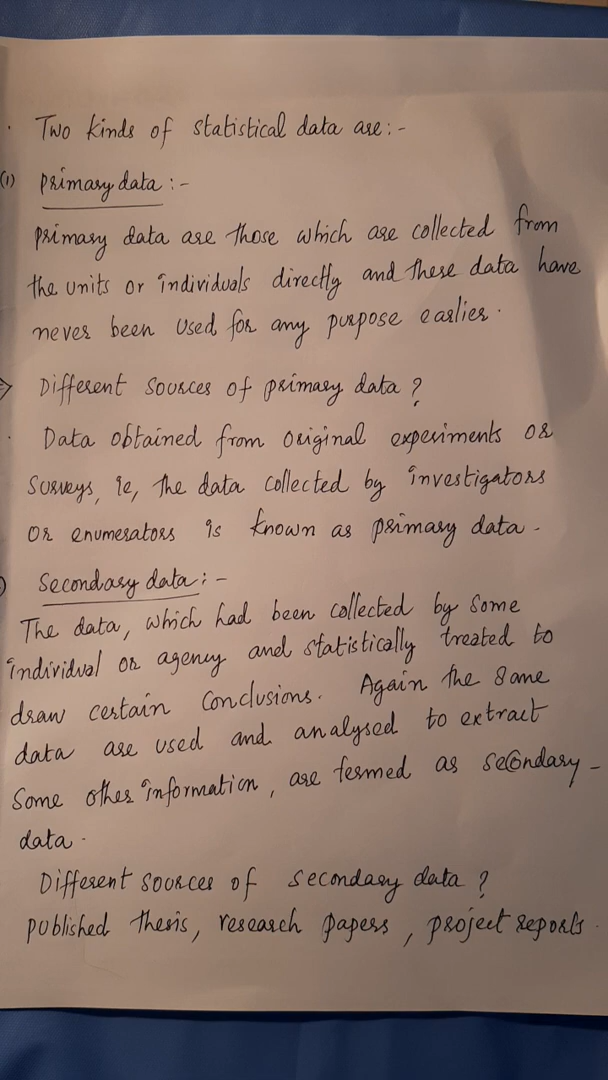 . Two kinds of statistical data are :-
(1) primary data :-
primary data are those which are collected from
the units or individuals directly and these data have
never been used for any purpose earlier.
Different sources of primary data ?
. Data obtained from original experiments or
surveys, ie, the data collected by investigators
or enumerators is known as primary data -
Secondary data : -
The data, which had been collected by some
individual or agency and statistically treated to
draw certain conclusions. Again the same
data are used and analysed to extract
some other information, are termed as secondary -
data .
Different sources of secondary data ?
published thesis, research papers, project reports.